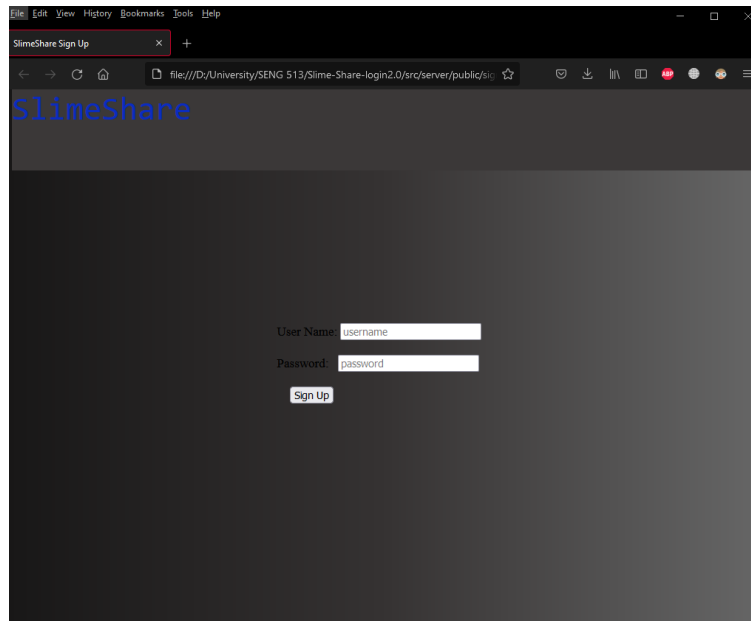 File Edit View History Bookmarks Tools Help
SlimeShare Sign Up
file:///D:/University/SENG 513/Slime-Share-login2.0/src/server/public/sig
ABP
SlimeShare
User Name: username
Password: password
Sign Up